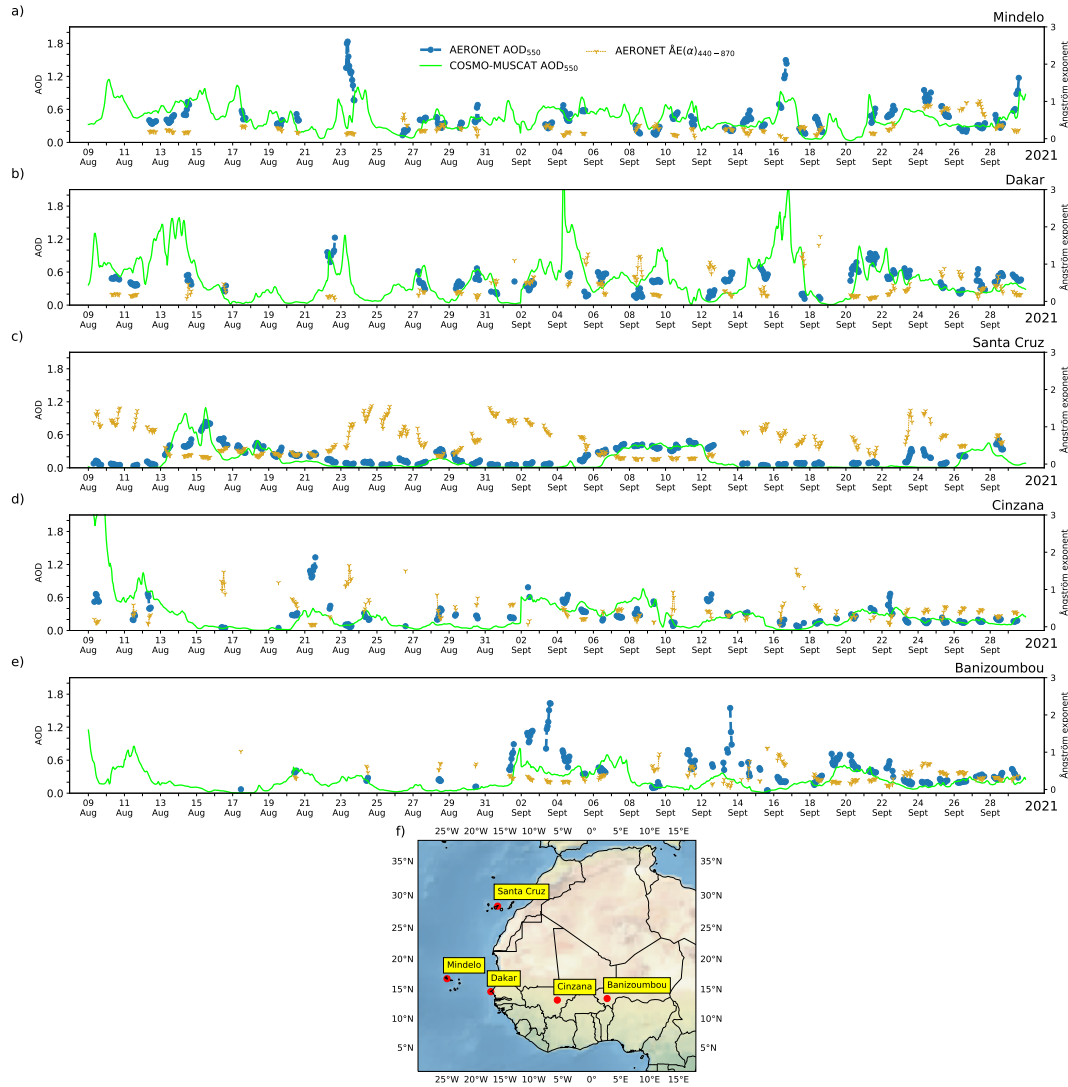 a)
Mindelo
AERONET AOD550
AERONET ÅE(α)440−870
COSMO-MUSCAT AOD550
AOD
1.8
1.2
0.6
0.0
3
2
1
0
Ångström exponent
09 11 13 15 17 19 21 23 25 27 29 31 02 04 06 08 10 12 14 16 18 20 22 24 26 28
Aug Aug Aug Aug Aug Aug Aug Aug Aug Aug Aug Aug Sept Sept Sept Sept Sept Sept Sept Sept Sept Sept Sept Sept Sept Sept
2021
b)
Dakar
AOD
1.8
1.2
0.6
0.0
3
2
1
0
Ångström exponent
09 11 13 15 17 19 21 23 25 27 29 31 02 04 06 08 10 12 14 16 18 20 22 24 26 28
Aug Aug Aug Aug Aug Aug Aug Aug Aug Aug Aug Aug Sept Sept Sept Sept Sept Sept Sept Sept Sept Sept Sept Sept Sept Sept
2021
c)
Santa Cruz
AOD
1.8
1.2
0.6
0.0
3
2
1
0
Ångström exponent
09 11 13 15 17 19 21 23 25 27 29 31 02 04 06 08 10 12 14 16 18 20 22 24 26 28
Aug Aug Aug Aug Aug Aug Aug Aug Aug Aug Aug Aug Sept Sept Sept Sept Sept Sept Sept Sept Sept Sept Sept Sept Sept Sept
2021
d)
Cinzana
AOD
1.8
1.2
0.6
0.0
3
2
1
0
Ångström exponent
09 11 13 15 17 19 21 23 25 27 29 31 02 04 06 08 10 12 14 16 18 20 22 24 26 28
Aug Aug Aug Aug Aug Aug Aug Aug Aug Aug Aug Aug Sept Sept Sept Sept Sept Sept Sept Sept Sept Sept Sept Sept Sept Sept
2021
e)
Banizoumbou
AOD
1.8
1.2
0.6
0.0
3
2
1
0
Ångström exponent
09 11 13 15 17 19 21 23 25 27 29 31 02 04 06 08 10 12 14 16 18 20 22 24 26 28
Aug Aug Aug Aug Aug Aug Aug Aug Aug Aug Aug Aug Sept Sept Sept Sept Sept Sept Sept Sept Sept Sept Sept Sept Sept Sept
2021
f)
25°W 20°W 15°W 10°W 5°W 0° 5°E 10°E 15°E
35°N 35°N
30°N 30°N
Santa Cruz
25°N 25°N
20°N 20°N
Mindelo
Dakar
Cinzana
Banizoumbou
15°N 15°N
10°N 10°N
5°N 5°N
25°W 20°W 15°W 10°W 5°W 0° 5°E 10°E 15°E